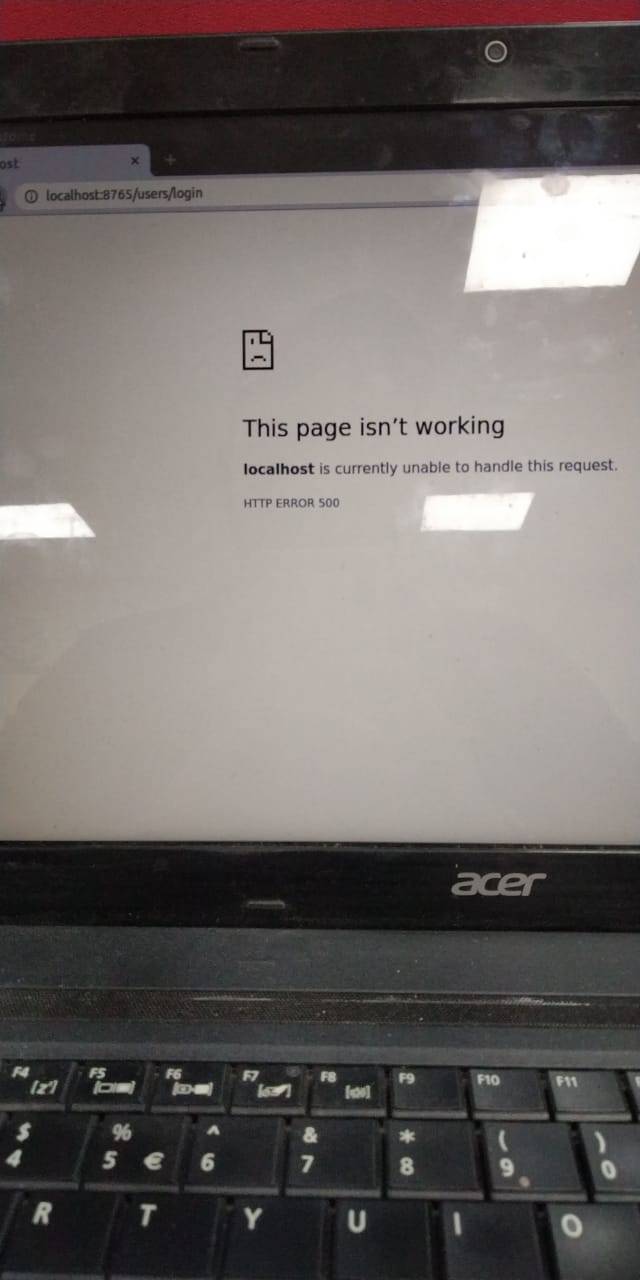 ost × +
localhost:8765/users/login
This page isn't working
localhost is currently unable to handle this request.
HTTP ERROR 500
acer
F4 F5 F6 F7 F8 F9 F10 F11
$ % ^ & * ( )
4 5 € 6 7 8 9 0
R T Y U I O